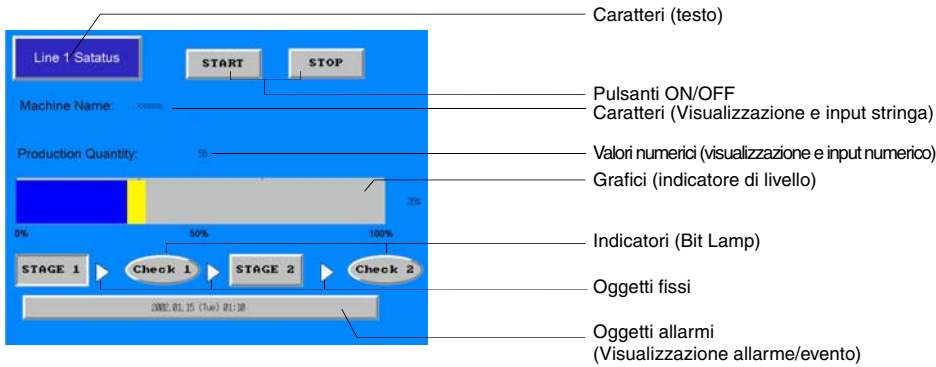 Caratteri (testo)
Line 1 Satatus
START
STOP
Pulsanti ON/OFF
Machine Name:
Caratteri (Visualizzazione e input stringa)
Production Quantity:
56
Valori numerici (visualizzazione e input numerico)
Grafici (indicatore di livello)
35%
0%
50%
100%
Indicatori (Bit Lamp)
STAGE 1
Check 1
STAGE 2
Check 2
Oggetti fissi
2002.01.15 (Tue) 01:10
Oggetti allarmi
(Visualizzazione allarme/evento)